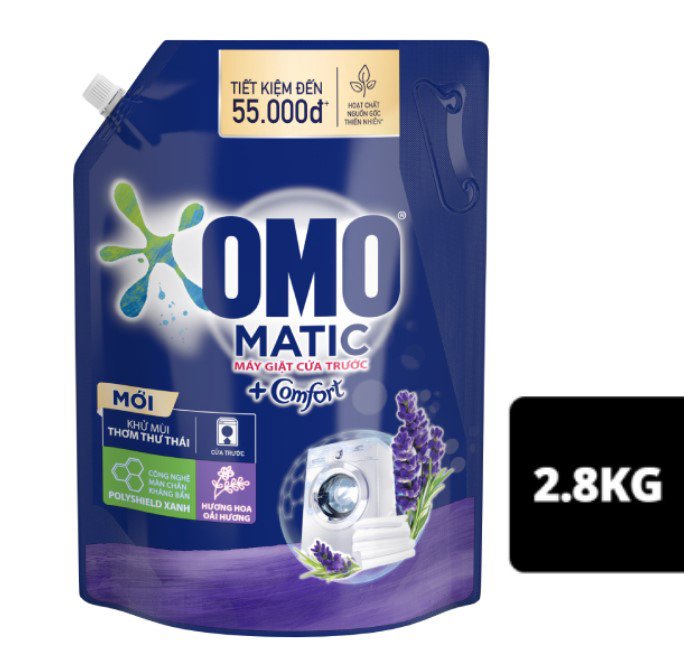 TIẾT KIỆM ĐẾN
55.000đ+
HOẠT CHẤT
NGUỒN GỐC
THIÊN NHIÊN*
OMO®
MATIC
MÁY GIẶT CỬA TRƯỚC
+Comfort
MỚI
KHỬ MÙI
THƠM THƯ THÁI
CỬA TRƯỚC
CÔNG NGHỆ
MÀN CHẮN
KHÁNG BẨN
POLYSHIELD XANH
HƯƠNG HOA
OẢI HƯƠNG
2.8KG